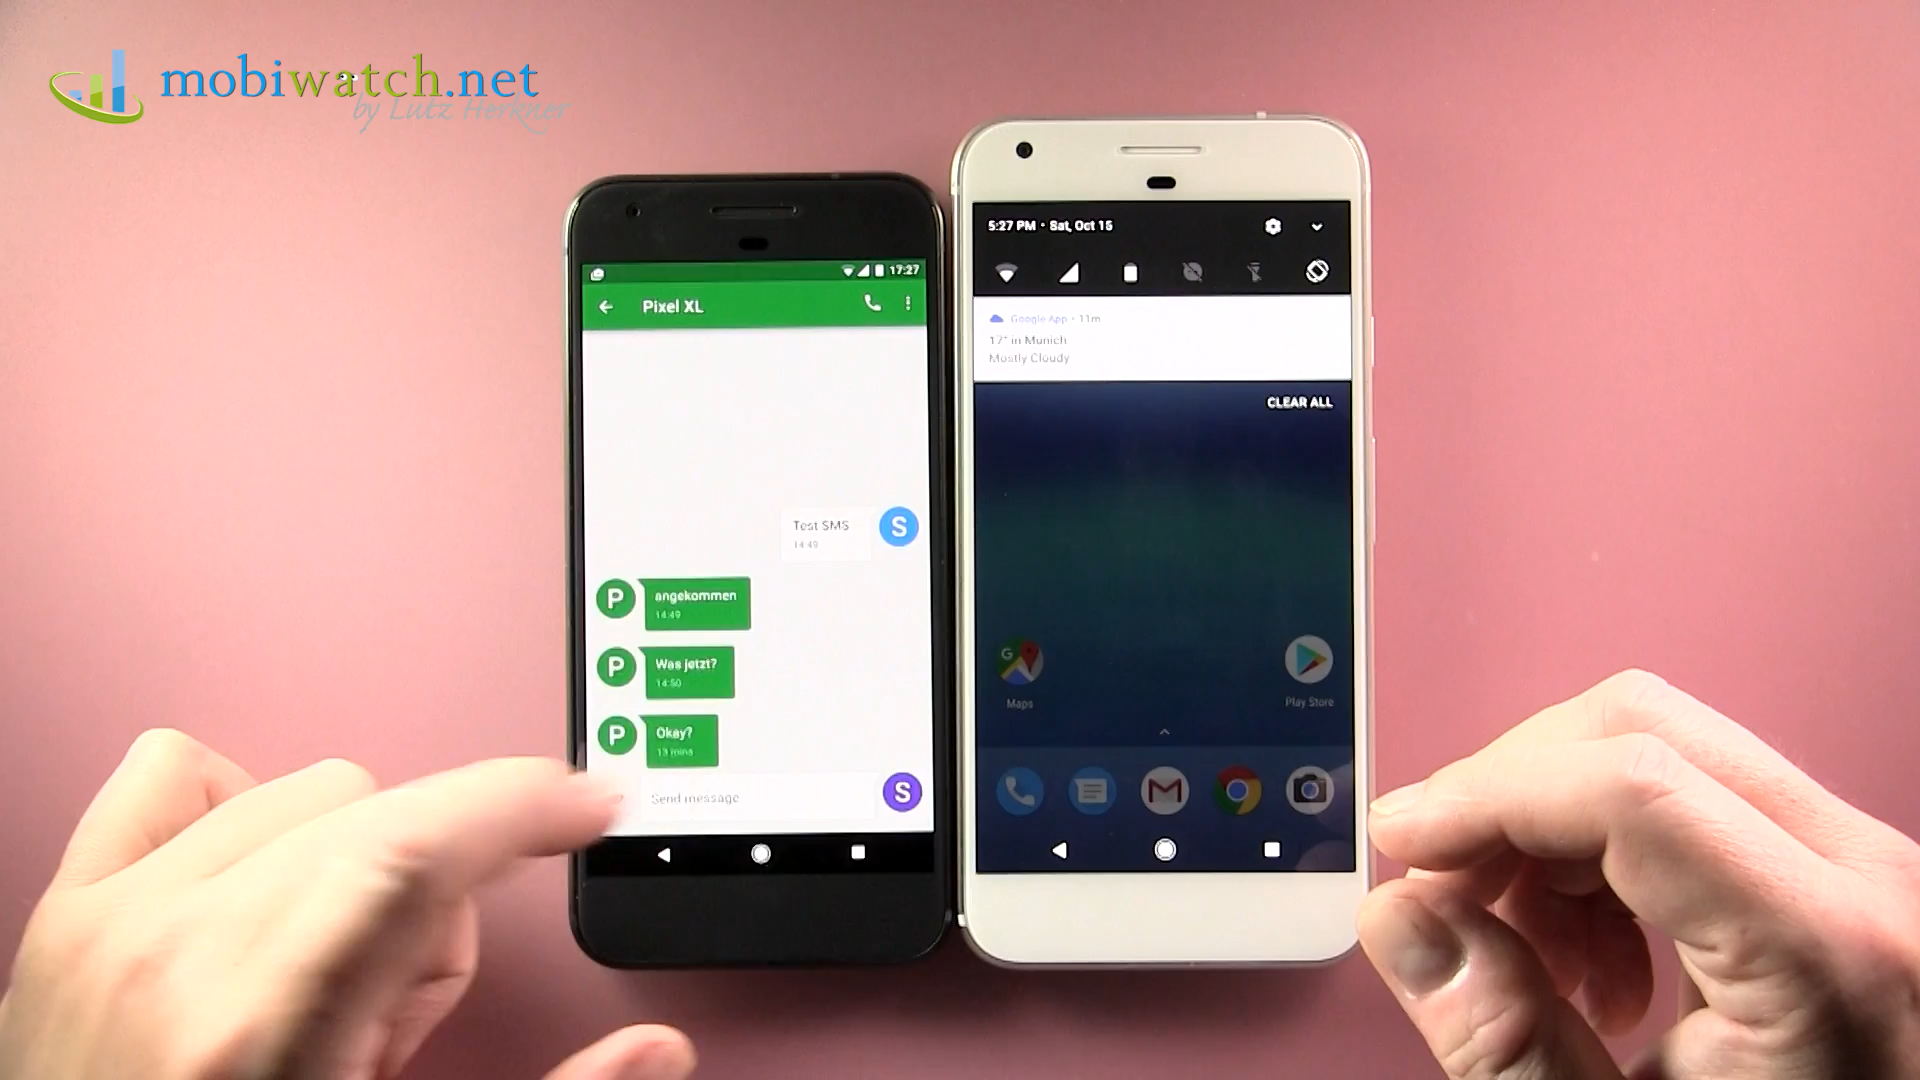 mobiwatch.net
by Lutz Herkner
17:27
Pixel XL
Test SMS
14:49
P angekommen
14:49
P Was jetzt?
14:50
P Okay?
13 mins
Send message
S
S
5:27 PM • Sat, Oct 15
Google App • 11m
17° in Munich
Mostly Cloudy
CLEAR ALL
G
Maps
Play Store